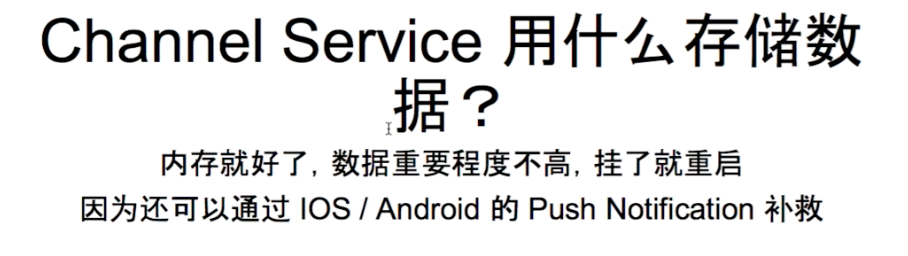 Channel Service 用什么存储数
据？
内存就好了，数据重要程度不高，挂了就重启
因为还可以通过 IOS / Android 的 Push Notification 补救